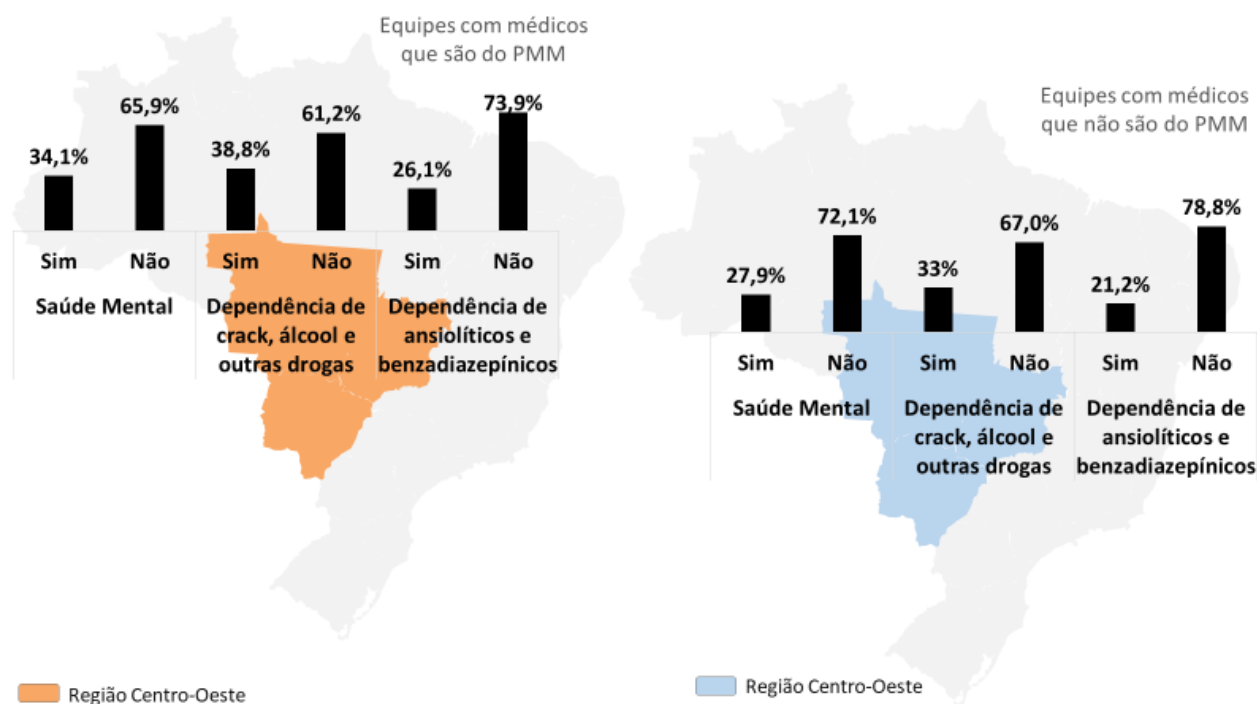 Equipes com médicos
que são do PMM
65,9%
61,2%
73,9%
34,1%
38,8%
26,1%
Sim Não Sim Não Sim Não
Saúde Mental Dependência de Dependência de
crack, álcool e ansiolíticos e
outras drogas benzadiazepínicos
Região Centro-Oeste
Equipes com médicos
que não são do PMM
72,1%
67,0%
78,8%
27,9%
33%
21,2%
Sim Não Sim Não Sim Não
Saúde Mental Dependência de Dependência de
crack, álcool e ansiolíticos e
outras drogas benzadiazepínicos
Região Centro-Oeste